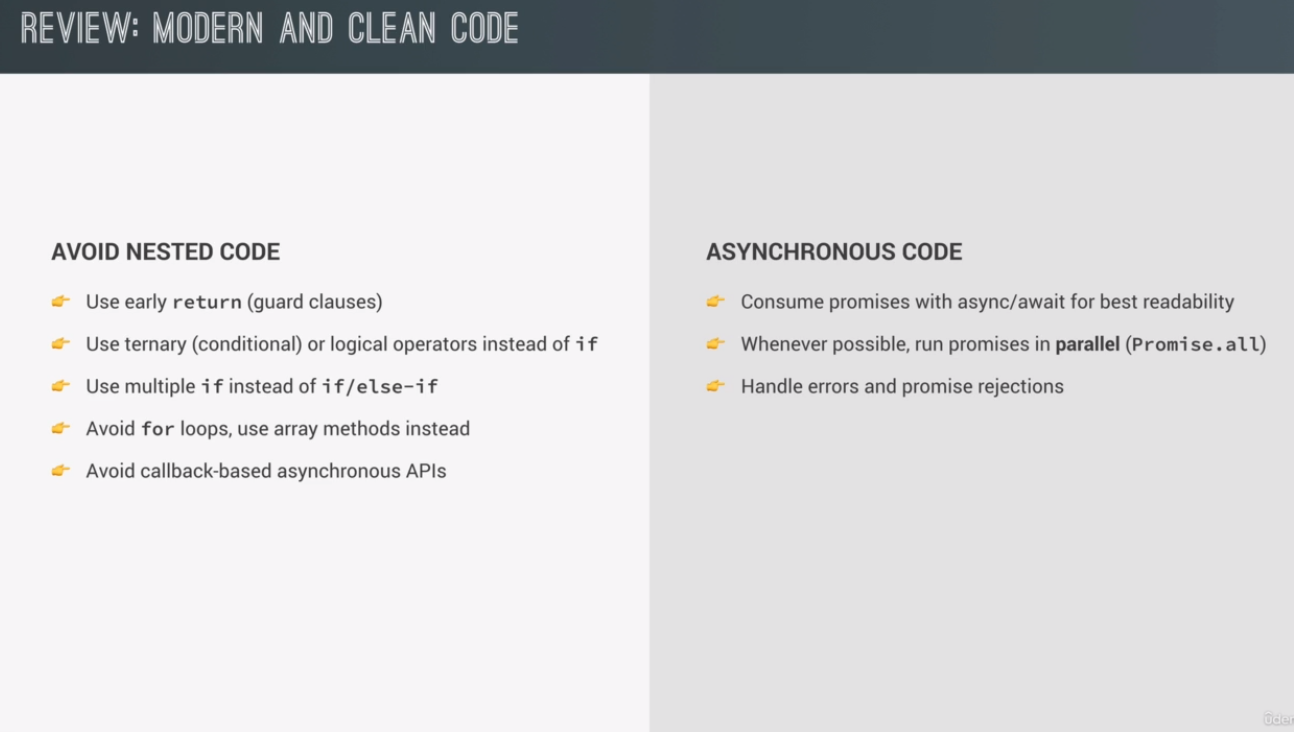 REVIEW: MODERN AND CLEAN CODE
AVOID NESTED CODE
👉 Use early return (guard clauses)
👉 Use ternary (conditional) or logical operators instead of if
👉 Use multiple if instead of if/else-if
👉 Avoid for loops, use array methods instead
👉 Avoid callback-based asynchronous APIs
ASYNCHRONOUS CODE
👉 Consume promises with async/await for best readability
👉 Whenever possible, run promises in parallel (Promise.all)
👉 Handle errors and promise rejections